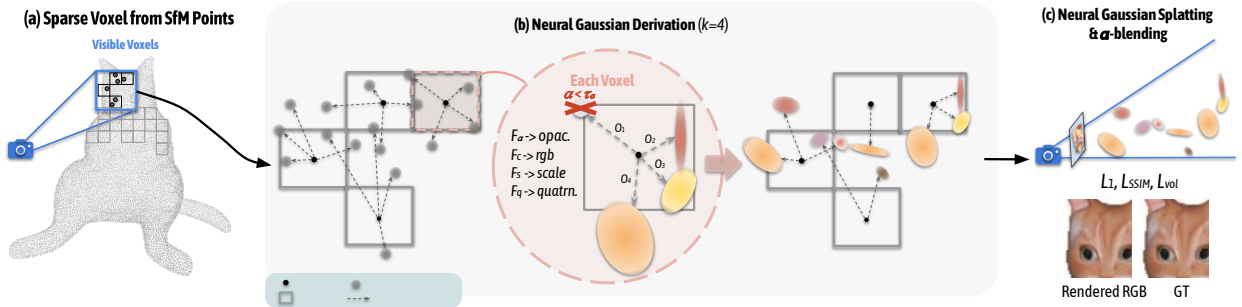 (a) Sparse Voxel from SfM Points
Visible Voxels
(b) Neural Gaussian Derivation (k=4)
Each Voxel
α < τα
Fα -> opac.
Fc -> rgb
Fs -> scale
Fq -> quatrn.
O1
O2
O3
O4
(c) Neural Gaussian Splatting
& α-blending
L1, LSSIM, Lvol
Rendered RGB
GT